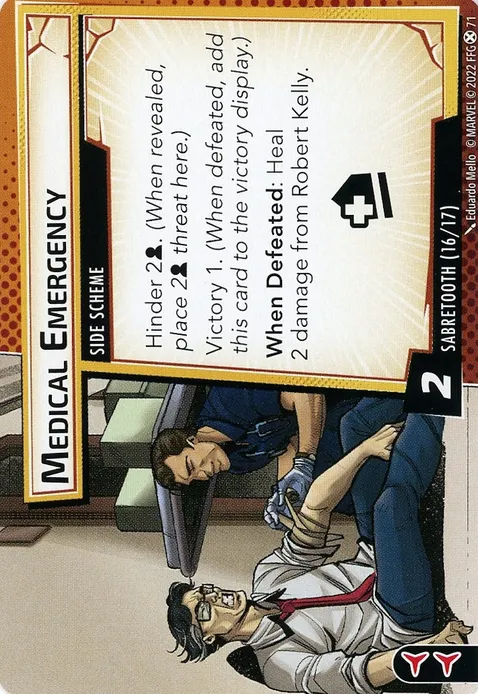 MEDICAL EMERGENCY
SIDE SCHEME
Hinder 2. (When revealed,
place 2 threat here.)
Victory 1. (When defeated, add
this card to the victory display.)
When Defeated: Heal
2 damage from Robert Kelly.
2
SABRETOOTH (16/17)
Eduardo Mello © MARVEL © 2022 FFG 71